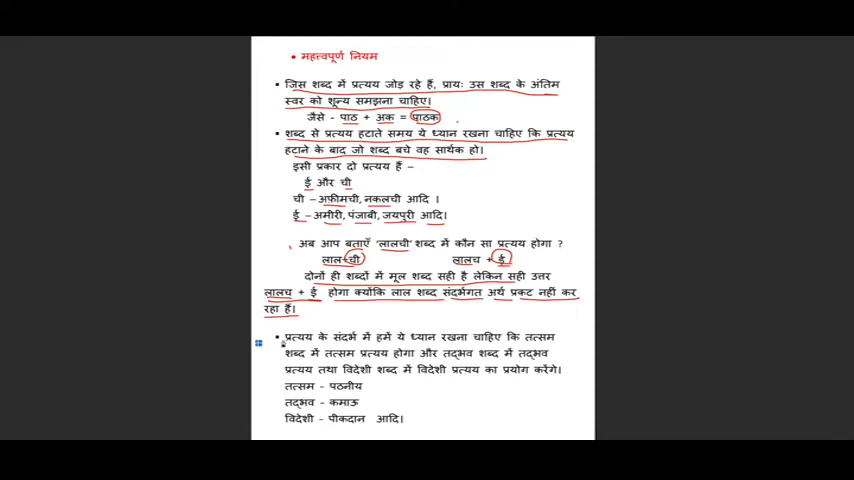 • महत्त्वपूर्ण नियम
▪ जिस शब्द में प्रत्यय जोड़ रहे हैं, प्रायः उस शब्द के अंतिम
स्वर को शून्य समझना चाहिए।
जैसे - पाठ + अक = पाठक
▪ शब्द से प्रत्यय हटाते समय ये ध्यान रखना चाहिए कि प्रत्यय
हटाने के बाद जो शब्द बचे वह सार्थक हो।
इसी प्रकार दो प्रत्यय हैं –
ई और ची
ची – अफ़ीमची, नकलची आदि ।
ई – अमीरी, पंजाबी, जयपुरी आदि।
अब आप बताएँ 'लालची' शब्द में कौन सा प्रत्यय होगा ?
लाल+ची लालच + ई
दोनों ही शब्दों में मूल शब्द सही है लेकिन सही उत्तर
लालच + ई होगा क्योंकि लाल शब्द संदर्भगत अर्थ प्रकट नहीं कर
रहा हैं।
▪ प्रत्यय के संदर्भ में हमें ये ध्यान रखना चाहिए कि तत्सम
शब्द में तत्सम प्रत्यय होगा और तद्भव शब्द में तद्भव
प्रत्यय तथा विदेशी शब्द में विदेशी प्रत्यय का प्रयोग करेंगे।
तत्सम - पठनीय
तद्भव - कमाऊ
विदेशी - पीकदान आदि।